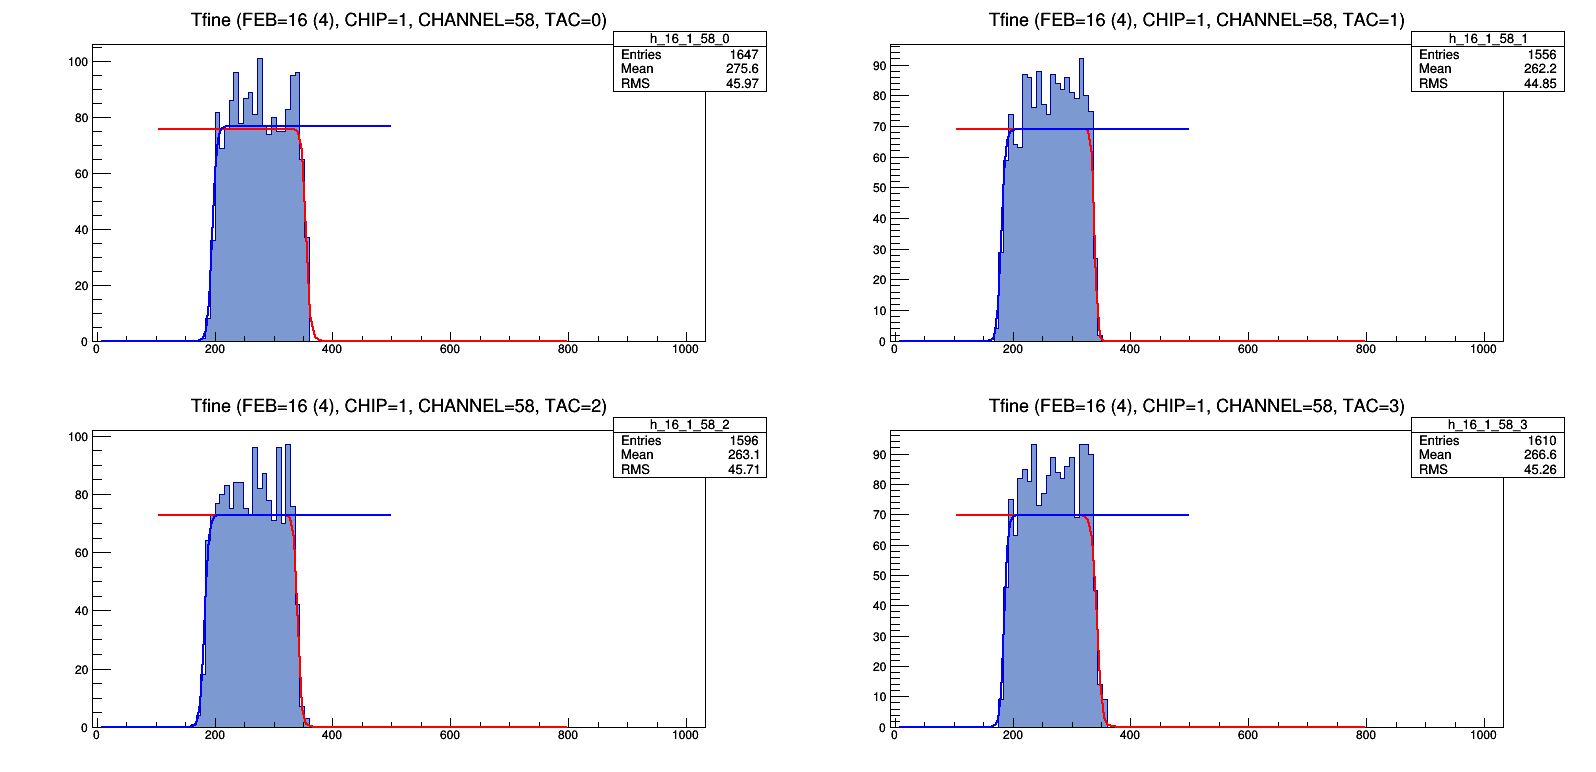 Tfine (FEB=16 (4), CHIP=1, CHANNEL=58, TAC=0)
h_16_1_58_0
Entries 1647
Mean 275.6
RMS 45.97
100
80
60
40
20
0
0 200 400 600 800 1000
Tfine (FEB=16 (4), CHIP=1, CHANNEL=58, TAC=1)
h_16_1_58_1
Entries 1556
Mean 262.2
RMS 44.85
90
80
70
60
50
40
30
20
10
0
0 200 400 600 800 1000
Tfine (FEB=16 (4), CHIP=1, CHANNEL=58, TAC=2)
h_16_1_58_2
Entries 1596
Mean 263.1
RMS 45.71
100
80
60
40
20
0
0 200 400 600 800 1000
Tfine (FEB=16 (4), CHIP=1, CHANNEL=58, TAC=3)
h_16_1_58_3
Entries 1610
Mean 266.6
RMS 45.26
90
80
70
60
50
40
30
20
10
0
0 200 400 600 800 1000